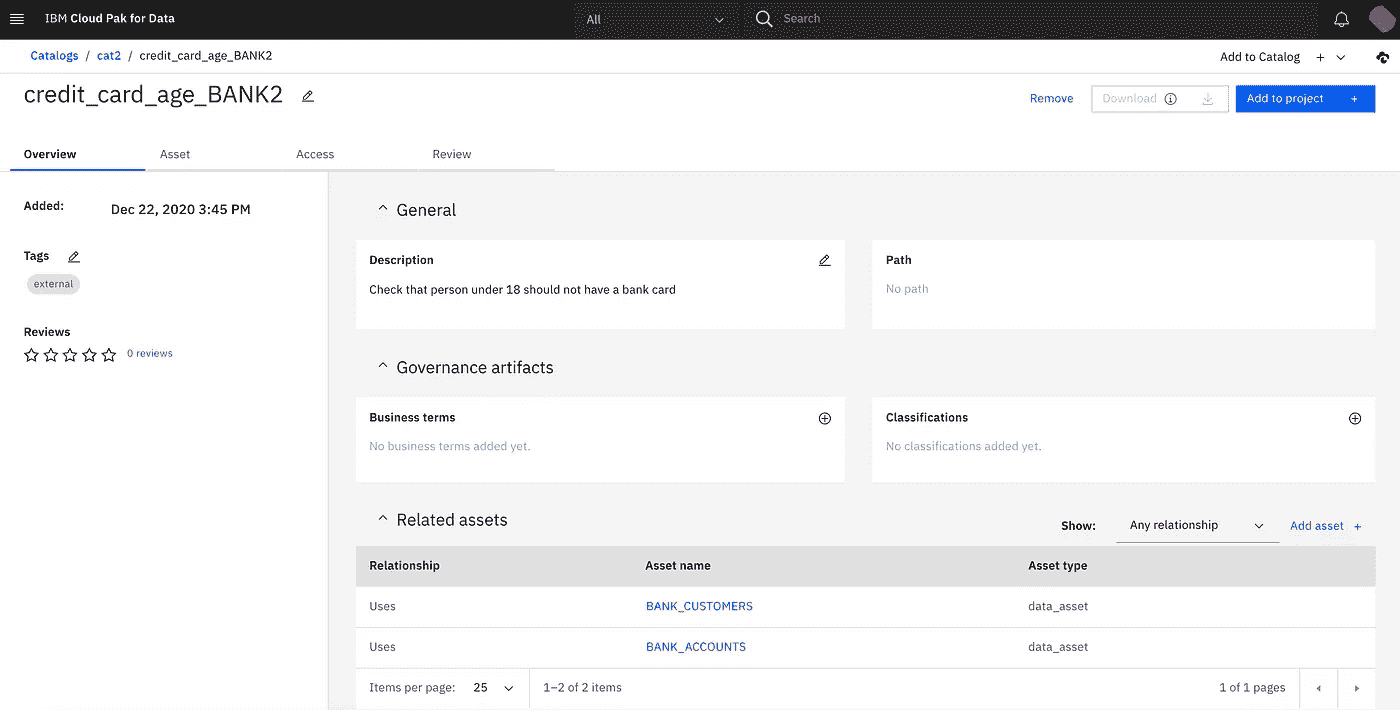 IBM Cloud Pak for Data
All
Search
Catalogs / cat2 / credit_card_age_BANK2
Add to Catalog +
credit_card_age_BANK2
Remove
Download
Add to project +
Overview
Asset
Access
Review
Added: Dec 22, 2020 3:45 PM
Tags
external
Reviews
0 reviews
General
Description
Check that person under 18 should not have a bank card
Path
No path
Governance artifacts
Business terms
No business terms added yet.
Classifications
No classifications added yet.
Related assets
Show: Any relationship
Add asset +
Relationship Asset name Asset type
Uses BANK_CUSTOMERS data_asset
Uses BANK_ACCOUNTS data_asset
Items per page: 25 1–2 of 2 items 1 of 1 pages